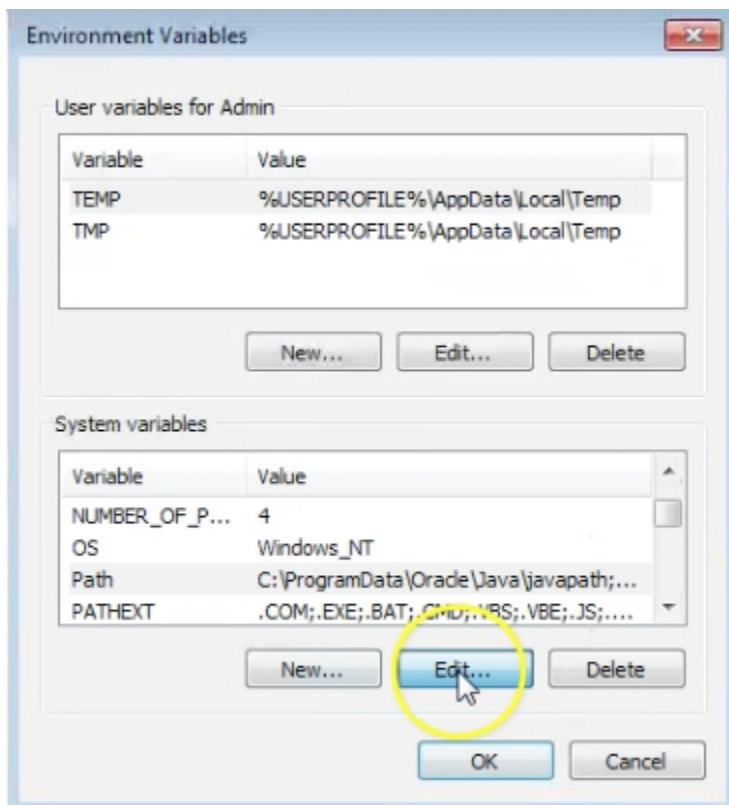 Environment Variables
User variables for Admin
Variable Value
TEMP %USERPROFILE%\AppData\Local\Temp
TMP %USERPROFILE%\AppData\Local\Temp
New... Edit... Delete
System variables
Variable Value
NUMBER_OF_P... 4
OS Windows_NT
Path C:\ProgramData\Oracle\Java\javapath;...
PATHEXT .COM;.EXE;.BAT;.CMD;.VBS;.VBE;.JS;....
New... Edit... Delete
OK Cancel